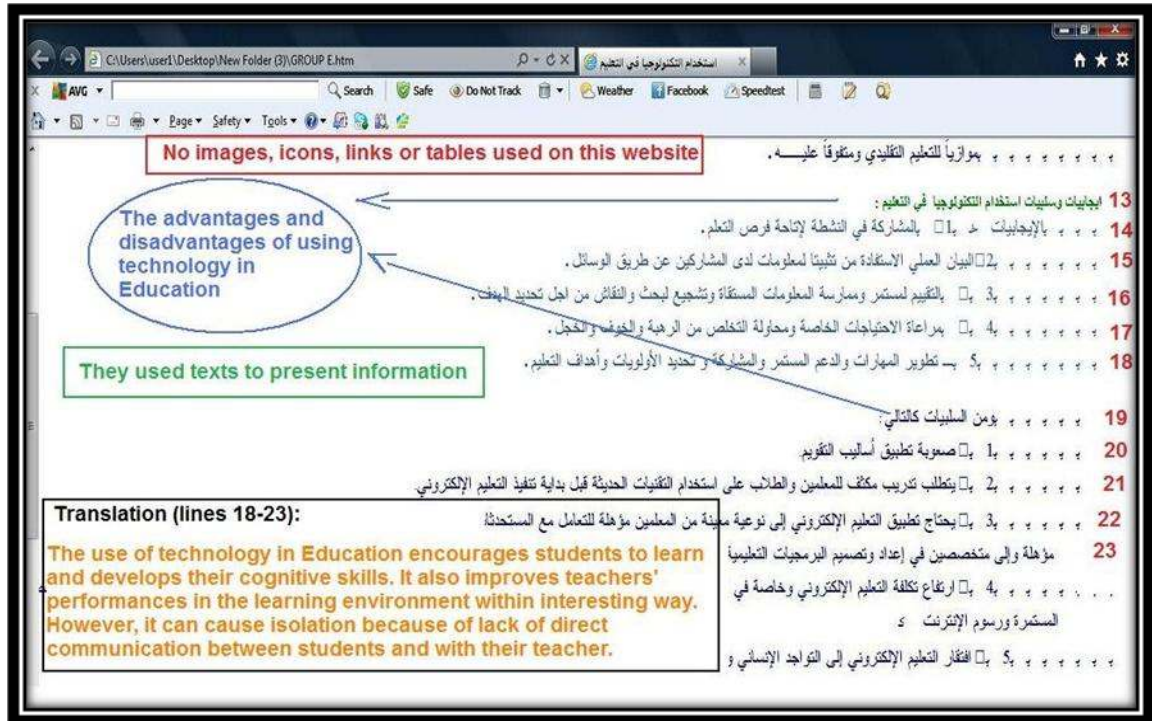 C:\Users\user1\Desktop\New Folder (3)\GROUP E.htm
استخدام التكنولوجيا في التعليم
AVG Search Safe Do Not Track Weather Facebook Speedtest
Page Safety Tools
No images, icons, links or tables used on this website
بموازياً للتعليم التقليدي ومتفوقاً عليـــــه .
13 ايجابيات وسلبيات استخدام التكنولوجيا في التعليم :
The advantages and
disadvantages of using
technology in
Education
14 بالإيجابيات 1 بالمشاركة في النشطة لإتاحة فرص التعلم .
15 2 البيان العملي الاستفادة من تثبيتا لمعلومات لدى المشاركين عن طريق الوسائل .
16 3 بالتقييم لمستمر وممارسة المعلومات المستقاة وتشجيع لبحث والنقاش من اجل تحديد الهدف .
17 4 بمراعاة الاحتياجات الخاصة ومحاولة التخلص من الرهبة والخوف والخجل .
18 5 تطوير المهارات والدعم المستمر والمشاركة و تحديد الأولويات وأهداف التعليم .
They used texts to present information
19 بومن السلبيات كالتالي:
20 1 صعوبة تطبيق أساليب التقويم
21 2 يتطلب تدريب مكثف للمعلمين والطلاب على استخدام التقنيات الحديثة قبل بداية تنفيذ التعليم الإلكتروني
22 3 يحتاج تطبيق التعليم الإلكتروني إلى نوعية معينة من المعلمين مؤهلة للتعامل مع المستحدثا
23 مؤهلة وإلى متخصصين في إعداد وتصميم البرمجيات التعليمية
4 ارتفاع تكلفة التعليم الإلكتروني وخاصة في
المستمرة ورسوم الإنترنت
5 افتقار التعليم الإلكتروني إلى التواجد الإنساني و
Translation (lines 18-23):
The use of technology in Education encourages students to learn
and develops their cognitive skills. It also improves teachers'
performances in the learning environment within interesting way.
However, it can cause isolation because of lack of direct
communication between students and with their teacher.